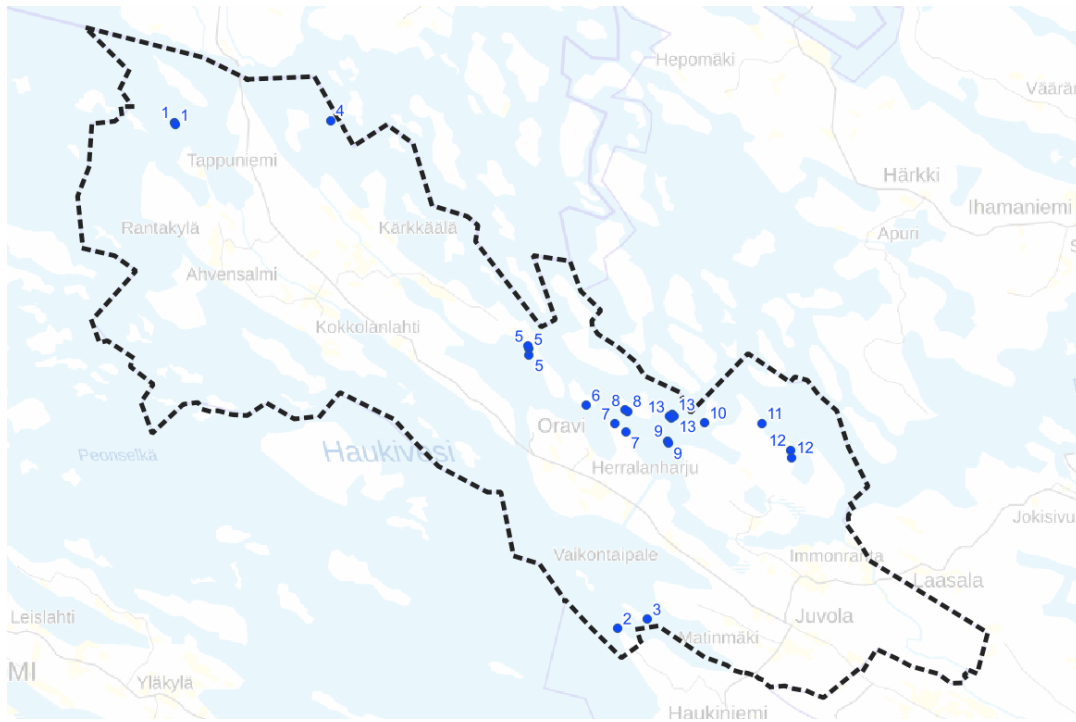 Hepomäki
Väärän
1 1
4
Tappuniemi
Härkki
Ihamaniemi
Rantakylä
Kärkkäälä
Apuri
S
Ahvensalmi
Kokkolanlahti
5 5
5
6
8 8
13 13
7
Oravi
13
10
11
7
9
9
12 12
Haukivesi
Peonselkä
Herralanharju
Jokisivu
Vaikontaipale
Immonranta
Laasala
Leislahti
2
3
Matinmäki
Juvola
MI
Yläkylä
Haukiniemi